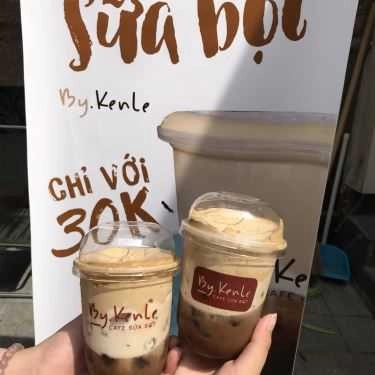 sữa bọt
By.Kenle
CHỈ VỚI
30K
By Kenle
CAFE SỮA BỌT
By Kenle
CAFE SỮA BỌT